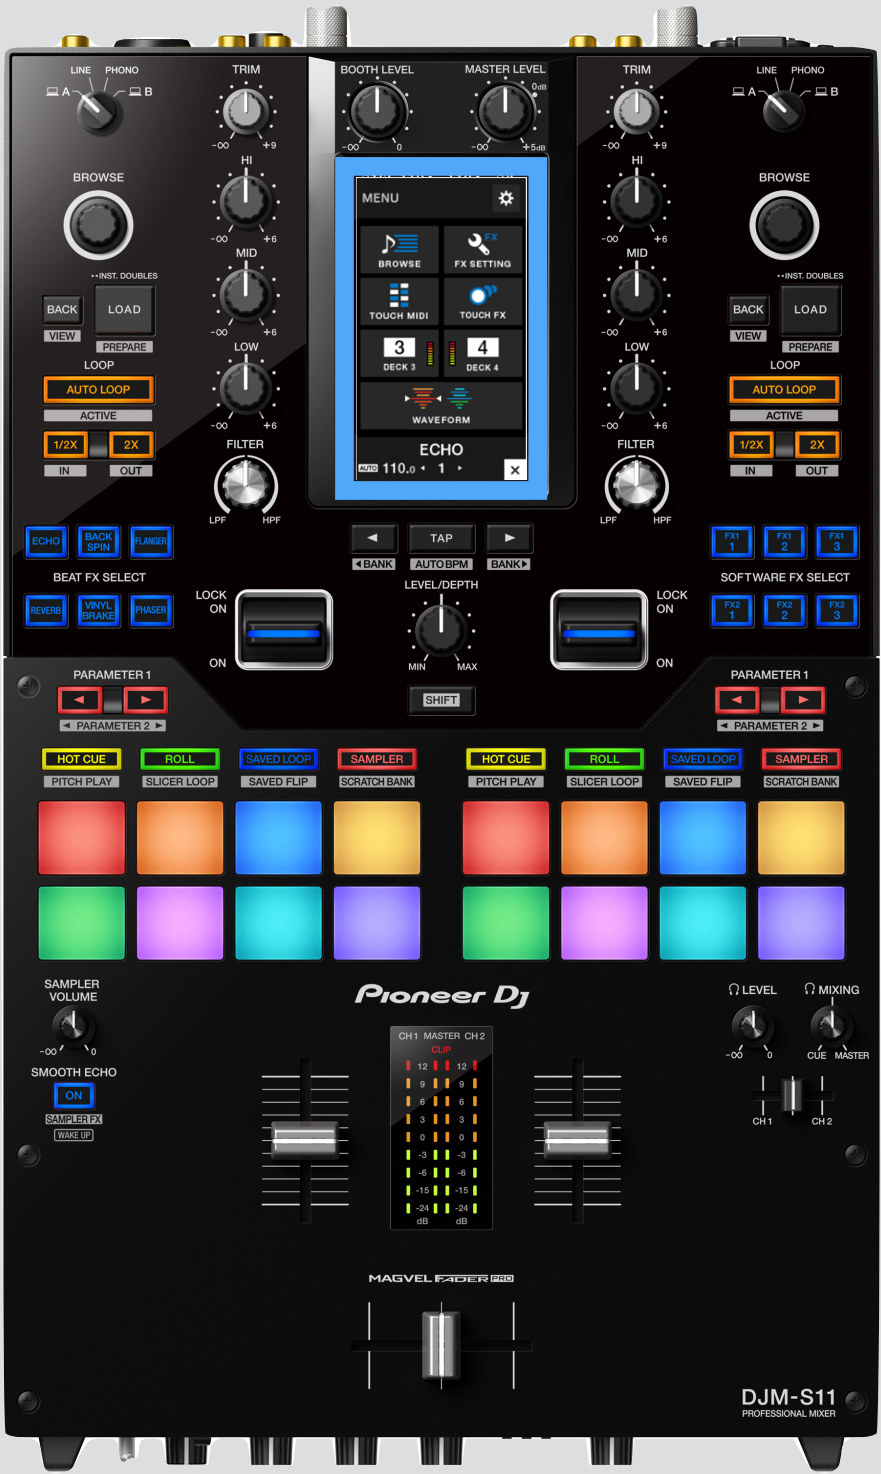 LINE PHONO
A B
TRIM
BOOTH LEVEL
MASTER LEVEL
0dB
-∞ 0
-∞ +5dB
TRIM
LINE PHONO
A B
-∞ +9
-∞ +9
BROWSE
HI
-∞ +6
MID
-∞ +6
LOW
-∞ +6
FILTER
LPF HPF
•• INST. DOUBLES
BACK
LOAD
VIEW
PREPARE
LOOP
AUTO LOOP
ACTIVE
1/2X
2X
IN
OUT
MENU
BROWSE
FX
FX SETTING
TOUCH MIDI
TOUCH FX
3
DECK 3
4
DECK 4
WAVEFORM
ECHO
AUTO 110.0 1
HI
-∞ +6
MID
-∞ +6
LOW
-∞ +6
FILTER
LPF HPF
BROWSE
•• INST. DOUBLES
BACK
LOAD
VIEW
PREPARE
LOOP
AUTO LOOP
ACTIVE
1/2X
2X
IN
OUT
ECHO
BACK SPIN
FLANGER
BEAT FX SELECT
REVERB
VINYL BRAKE
PHASER
◄ TAP ►
◄BANK
AUTO BPM
BANK►
LEVEL/DEPTH
MIN MAX
SHIFT
LOCK
ON
ON
LOCK
ON
ON
FX1 1
FX1 2
FX1 3
SOFTWARE FX SELECT
FX2 1
FX2 2
FX2 3
PARAMETER 1
◄ ►
◄ PARAMETER 2 ►
PARAMETER 1
◄ ►
◄ PARAMETER 2 ►
HOT CUE
ROLL
SAVED LOOP
SAMPLER
PITCH PLAY
SLICER LOOP
SAVED FLIP
SCRATCH BANK
HOT CUE
ROLL
SAVED LOOP
SAMPLER
PITCH PLAY
SLICER LOOP
SAVED FLIP
SCRATCH BANK
SAMPLER
VOLUME
-∞ 0
SMOOTH ECHO
ON
SAMPLER FX
WAKE UP
Pioneer Dj
CH 1 MASTER CH 2
CLIP
12 12
9 9
6 6
3 3
0 0
-3 -3
-6 -6
-15 -15
-24 -24
dB dB
LEVEL
MIXING
-∞ 0
CUE MASTER
CH 1 CH 2
MAGVEL FADER PRO
DJM-S11
PROFESSIONAL MIXER